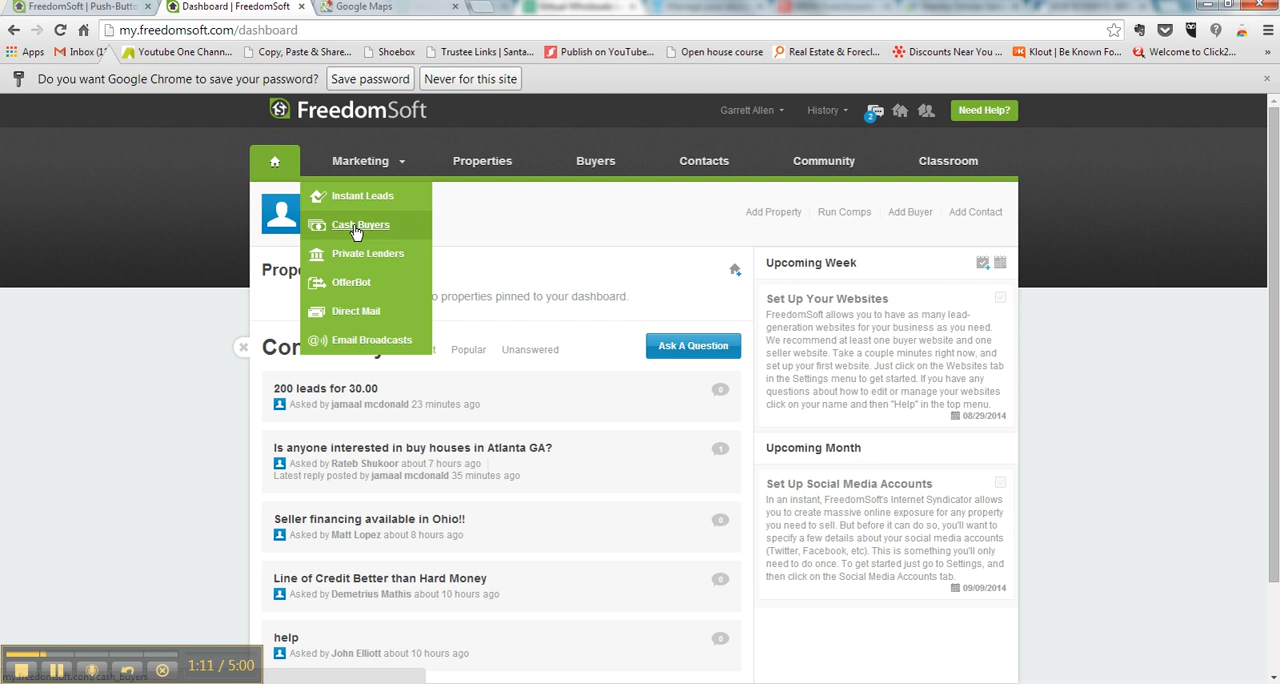 FreedomSoft | Push-Butto
Dashboard | FreedomSoft
Google Maps
my.freedomsoft.com/dashboard
Apps
Inbox (1
Youtube One Chann...
Copy, Paste & Share...
Shoebox
Trustee Links | Santa...
Publish on YouTube...
Open house course
Real Estate & Forecl...
Discounts Near You ...
Klout | Be Known Fo...
Welcome to Click2...
»
Do you want Google Chrome to save your password?
Save password
Never for this site
FreedomSoft
Garrett Allen
History
2
Need Help?
Marketing
Properties
Buyers
Contacts
Community
Classroom
Instant Leads
Cash Buyers
Private Lenders
OfferBot
Direct Mail
Email Broadcasts
Add Property
Run Comps
Add Buyer
Add Contact
Prope
o properties pinned to your dashboard.
Con
t
Popular
Unanswered
Ask A Question
200 leads for 30.00
0
Asked by jamaal mcdonald 23 minutes ago
Is anyone interested in buy houses in Atlanta GA?
1
Asked by Rateb Shukoor about 7 hours ago
Latest reply posted by jamaal mcdonald 35 minutes ago
Seller financing available in Ohio!!
0
Asked by Matt Lopez about 8 hours ago
Line of Credit Better than Hard Money
0
Asked by Demetrius Mathis about 10 hours ago
help
0
Asked by John Elliott about 10 hours ago
Upcoming Week
Set Up Your Websites
FreedomSoft allows you to have as many lead-
generation websites for your business as you need.
We recommend at least one buyer website and one
seller website. Take a couple minutes right now, and
set up your first website. Just click on the Websites tab
in the Settings menu to get started. If you have any
questions about how to edit or manage your websites
click on your name and then "Help" in the top menu.
08/29/2014
Upcoming Month
Set Up Social Media Accounts
In an instant, FreedomSoft's Internet Syndicator allows
you to create massive online exposure for any property
you need to sell. But before it can do so, you'll want to
specify a few details about your social media accounts
(Twitter, Facebook, etc). This is something you'll only
need to do once. To get started just go to Settings, and
then click on the Social Media Accounts tab.
09/09/2014
1:11 / 5:00
my.freedomsoft.com/cash_buyers